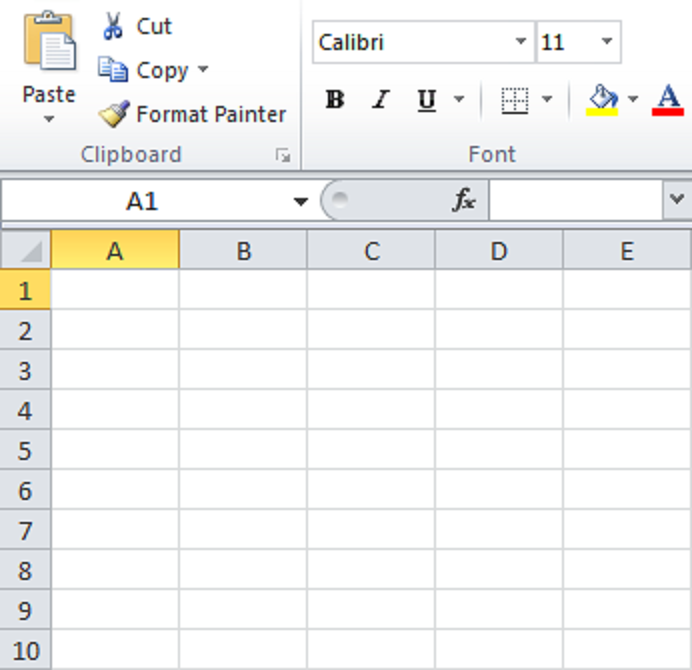 Cut
Copy
Paste
Format Painter
Clipboard
Calibri 11
B I U A
Font
A1 fx
A B C D E
1
2
3
4
5
6
7
8
9
10